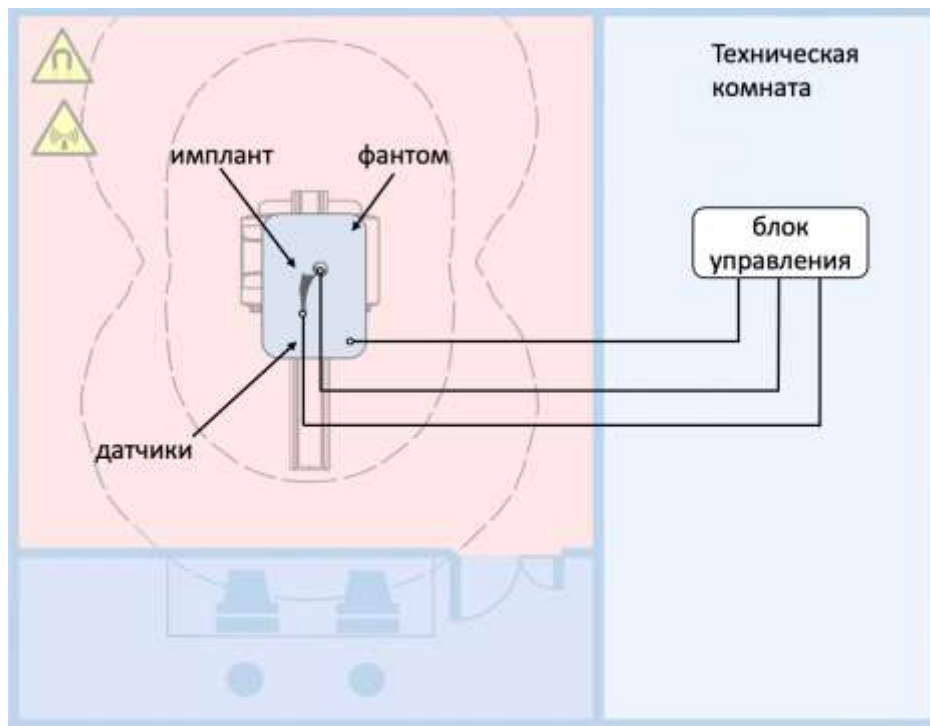 Техническая
комната
имплант
фантом
блок
управления
датчики